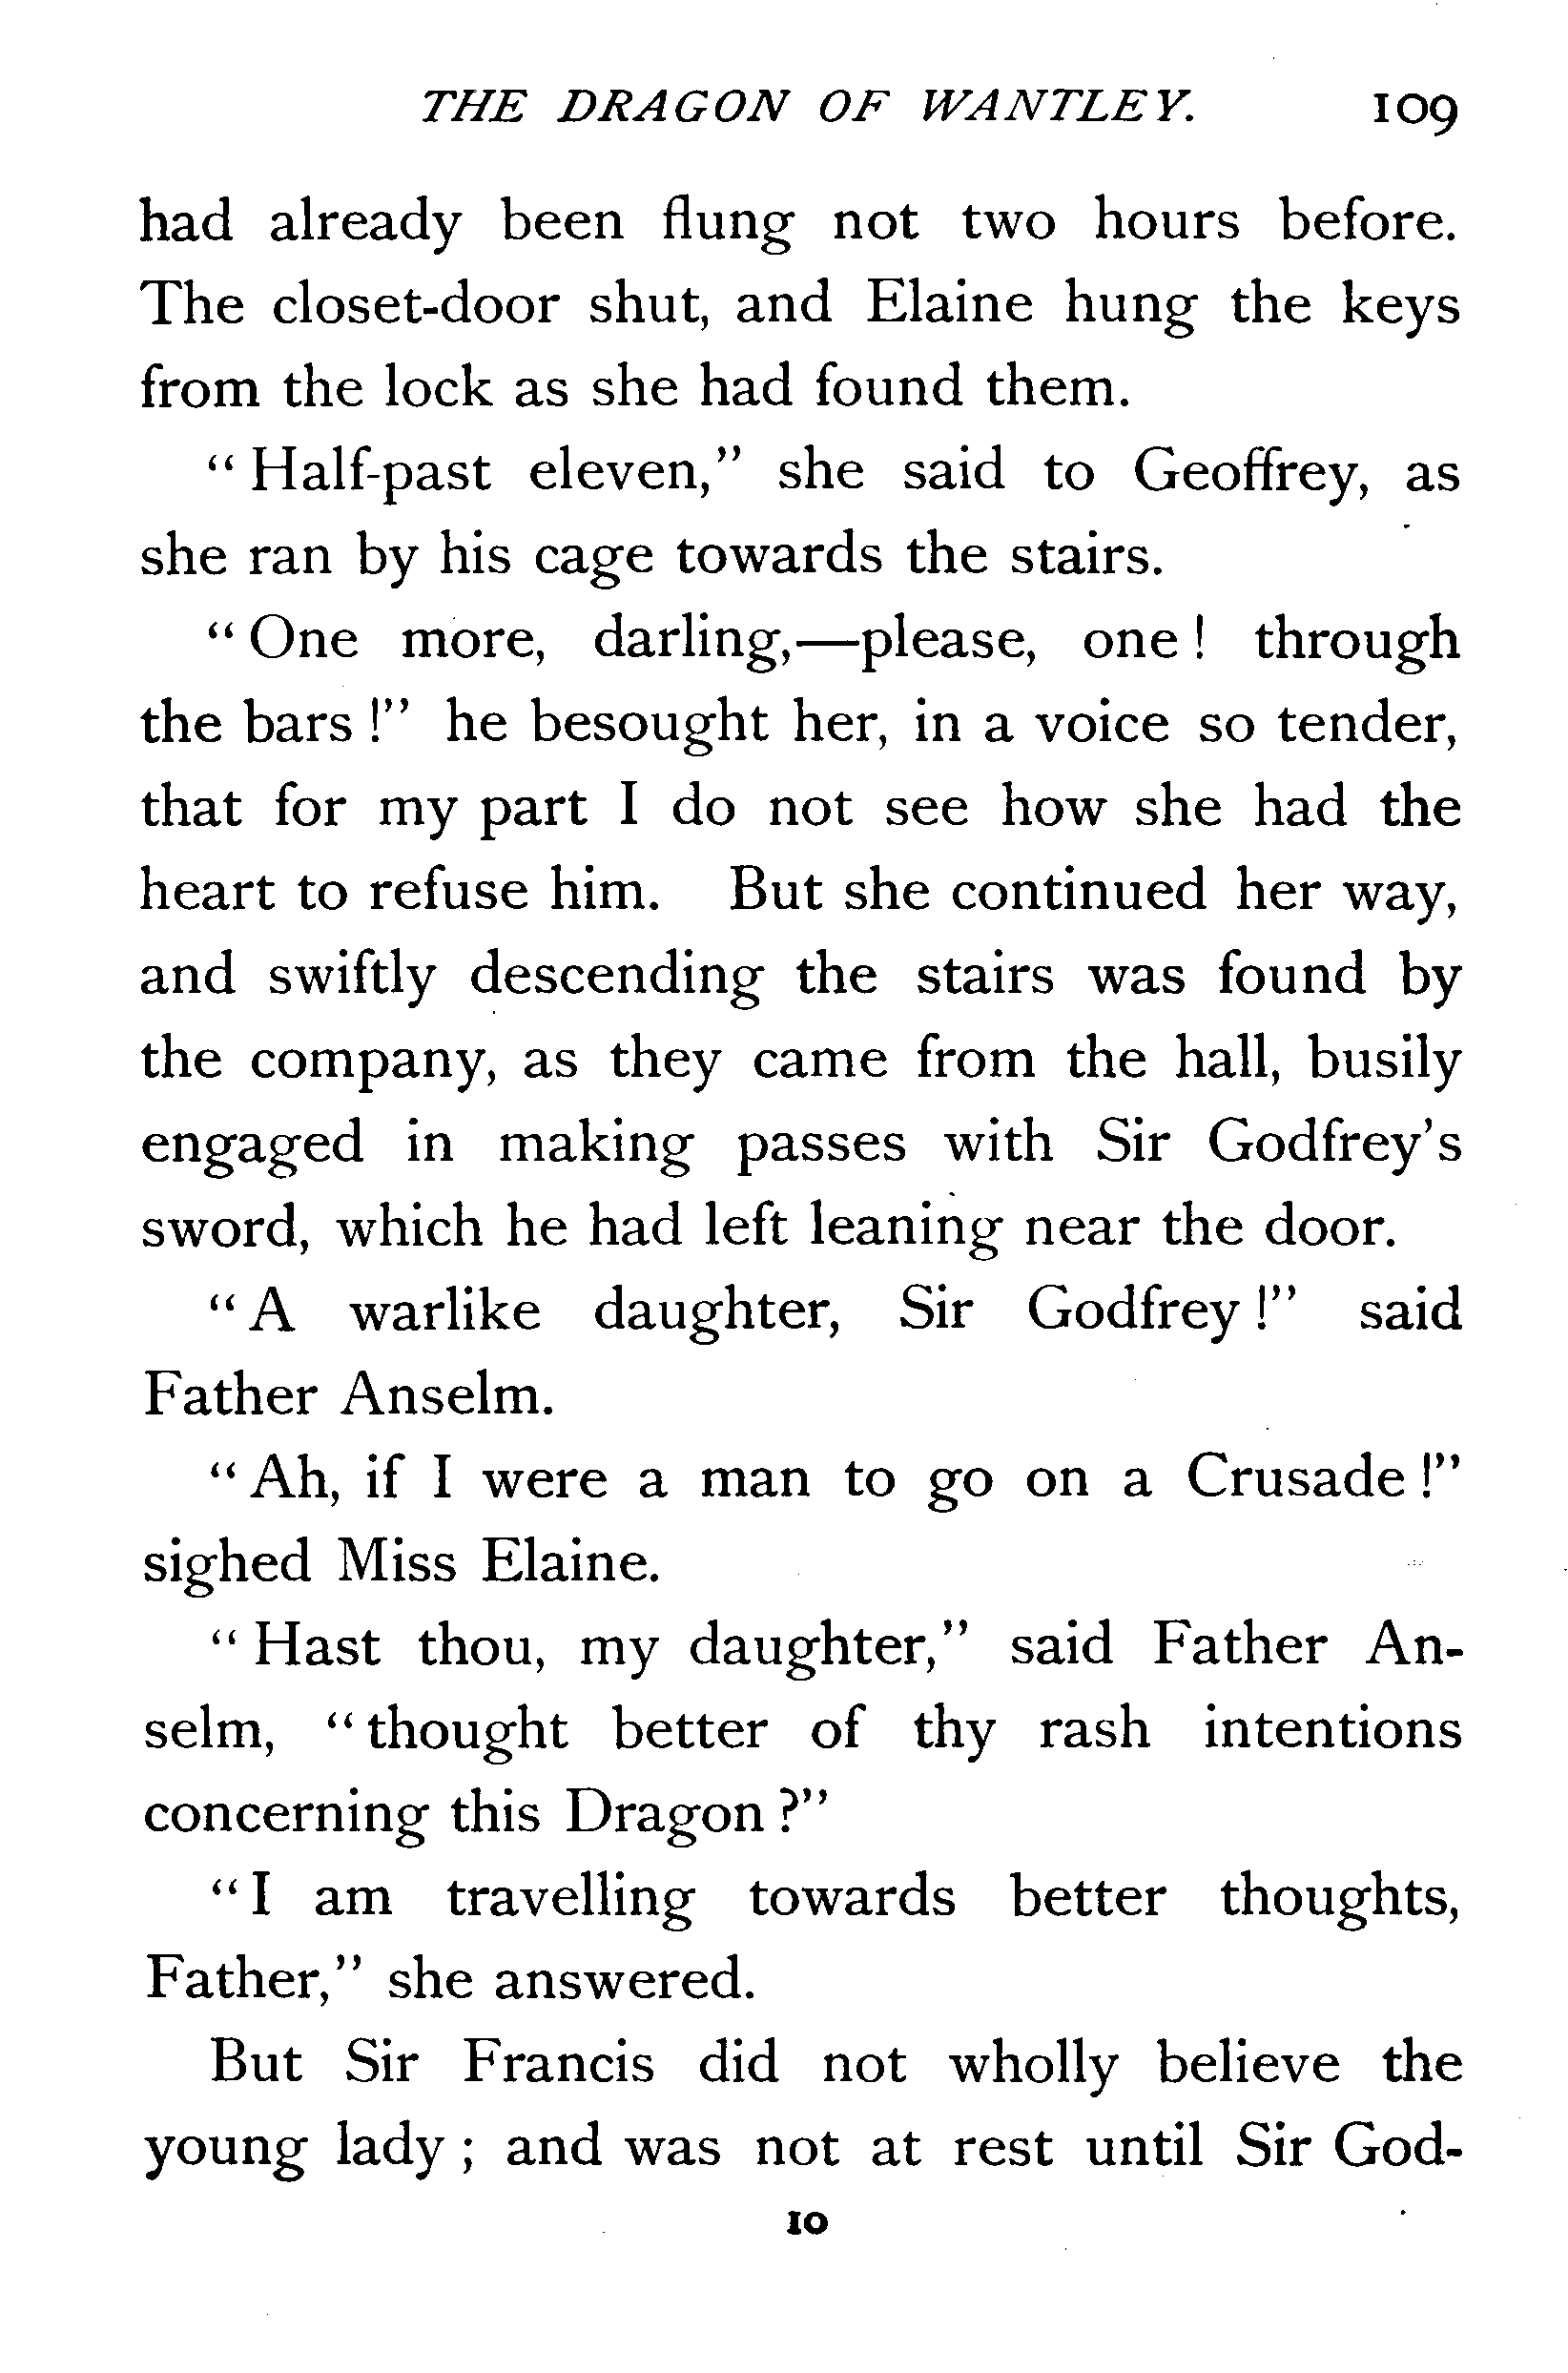 THE DRAGON OF WANTLEY. 109
had already been flung not two hours before.
The closet-door shut, and Elaine hung the keys
from the lock as she had found them.
“Half-past eleven,” she said to Geoffrey, as
she ran by his cage towards the stairs.
“One more, darling,—please, one! through
the bars!” he besought her, in a voice so tender,
that for my part I do not see how she had the
heart to refuse him. But she continued her way,
and swiftly descending the stairs was found by
the company, as they came from the hall, busily
engaged in making passes with Sir Godfrey’s
sword, which he had left leaning near the door.
“A warlike daughter, Sir Godfrey!” said
Father Anselm.
“Ah, if I were a man to go on a Crusade!”
sighed Miss Elaine.
“Hast thou, my daughter,” said Father An-
selm, “thought better of thy rash intentions
concerning this Dragon?”
“I am travelling towards better thoughts,
Father,” she answered.
But Sir Francis did not wholly believe the
young lady; and was not at rest until Sir God-
10